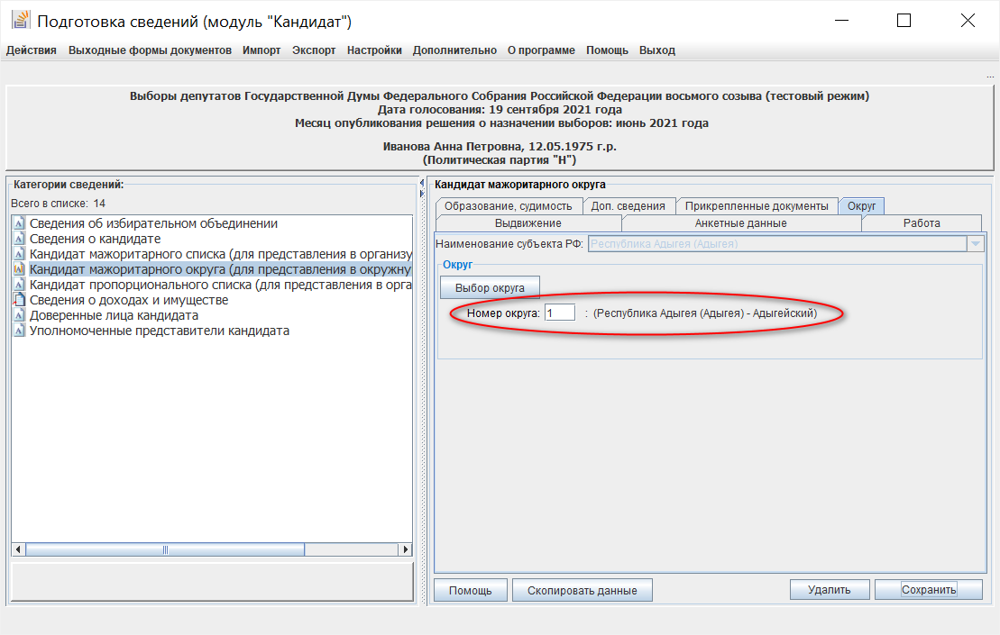 Подготовка сведений (модуль "Кандидат")
Действия Выходные формы документов Импорт Экспорт Настройки Дополнительно О программе Помощь Выход
...
Выборы депутатов Государственной Думы Федерального Собрания Российской Федерации восьмого созыва (тестовый режим)
Дата голосования: 19 сентября 2021 года
Месяц опубликования решения о назначении выборов: июнь 2021 года
Иванова Анна Петровна, 12.05.1975 г.р.
(Политическая партия "Н")
Категории сведений:
Всего в списке: 14
Сведения об избирательном объединении
Сведения о кандидате
Кандидат мажоритарного списка (для представления в организу
Кандидат мажоритарного округа (для представления в окружну
Кандидат пропорционального списка (для представления в орга
Сведения о доходах и имуществе
Доверенные лица кандидата
Уполномоченные представители кандидата
Кандидат мажоритарного округа
Образование, судимость Доп. сведения Прикрепленные документы Округ
Выдвижение Анкетные данные Работа
Наименование субъекта РФ: Республика Адыгея (Адыгея)
Округ
Выбор округа
Номер округа: 1 : (Республика Адыгея (Адыгея) - Адыгейский)
Помощь Скопировать данные Удалить Сохранить